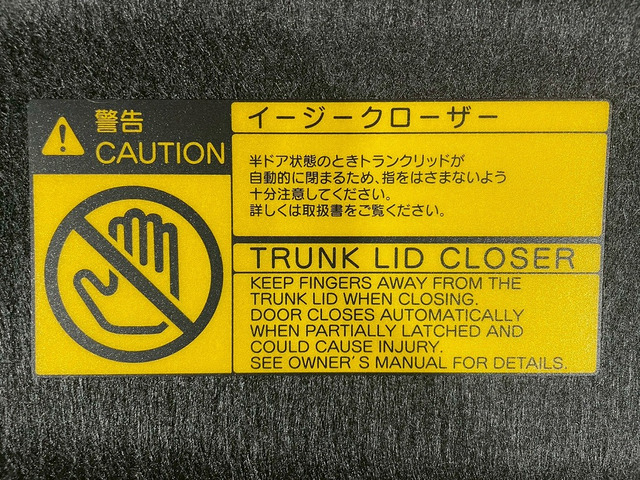 警告
CAUTION
イージークローザー
半ドア状態のときトランクリッドが
自動的に閉まるため、指をはさまないよう
十分注意してください。
詳しくは取扱書をご覧ください。
TRUNK LID CLOSER
KEEP FINGERS AWAY FROM THE
TRUNK LID WHEN CLOSING.
DOOR CLOSES AUTOMATICALLY
WHEN PARTIALLY LATCHED AND
COULD CAUSE INJURY.
SEE OWNER'S MANUAL FOR DETAILS.